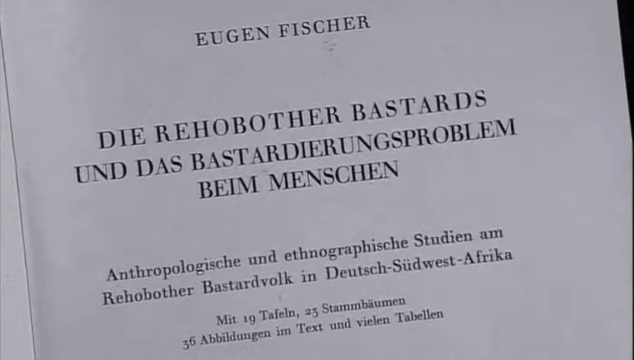 EUGEN FISCHER
DIE REHOBOTHER BASTARDS
UND DAS BASTARDIERUNGSPROBLEM
BEIM MENSCHEN
Anthropologische und ethnographische Studien am
Rehobother Bastardvolk in Deutsch-Südwest-Afrika
Mit 19 Tafeln, 23 Stammbäumen
36 Abbildungen im Text und vielen Tabellen